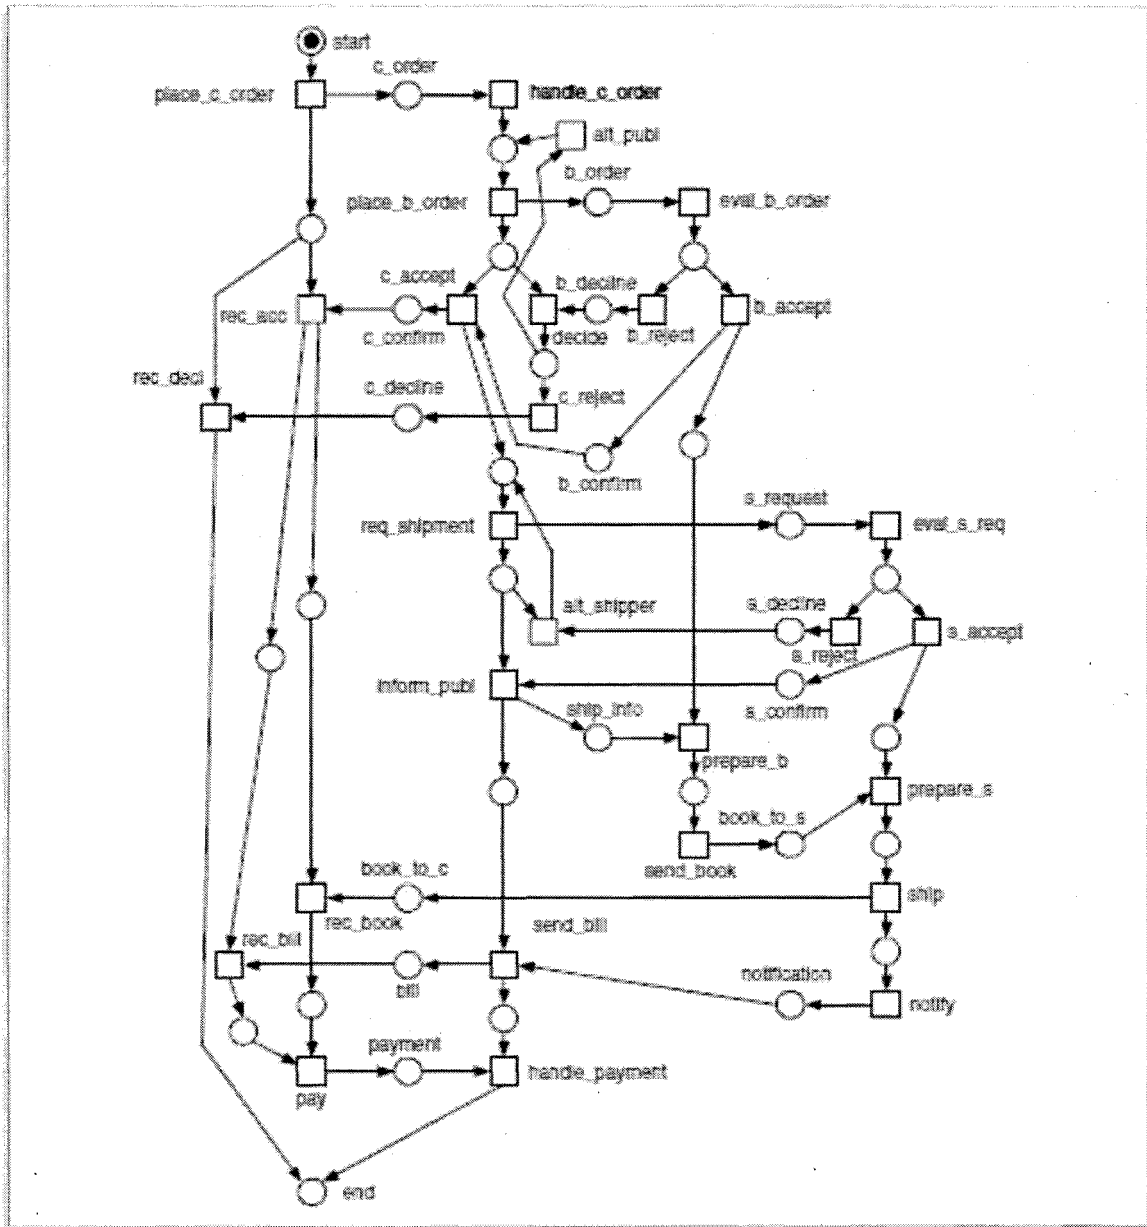 start
c_order
place_c_order
handle_c_order
alt_publ
b_order
place_b_order
eval_b_order
c_accept
b_decline
rec_acc
b_accept
c_confirm
decide
b_reject
rec_decl
c_decline
c_reject
b_confirm
s_request
req_shipment
eval_s_req
alt_shipper
s_decline
s_accept
s_reject
inform_publ
ship_info
s_confirm
prepare_b
prepare_s
book_to_s
send_book
book_to_c
ship
rec_book
send_bill
rec_bill
notification
bill
notify
payment
handle_payment
pay
end